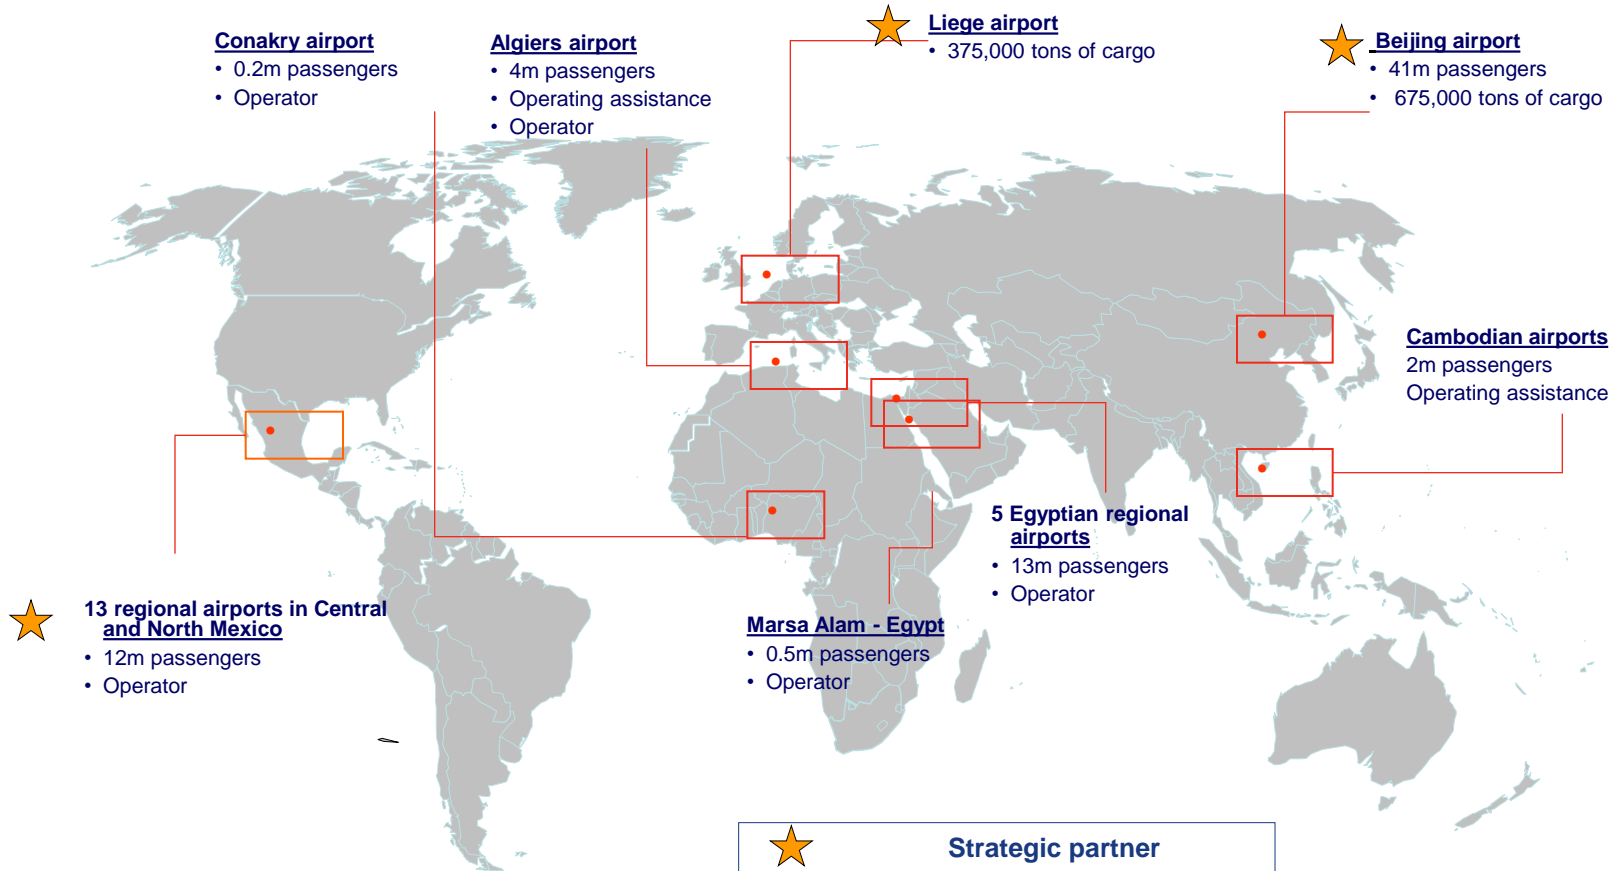 Conakry airport
• 0.2m passengers
• Operator
Algiers airport
• 4m passengers
• Operating assistance
• Operator
Liege airport
• 375,000 tons of cargo
Beijing airport
• 41m passengers
• 675,000 tons of cargo
Cambodian airports
2m passengers
Operating assistance
5 Egyptian regional
airports
• 13m passengers
• Operator
13 regional airports in Central
and North Mexico
• 12m passengers
• Operator
Marsa Alam - Egypt
• 0.5m passengers
• Operator
Strategic partner